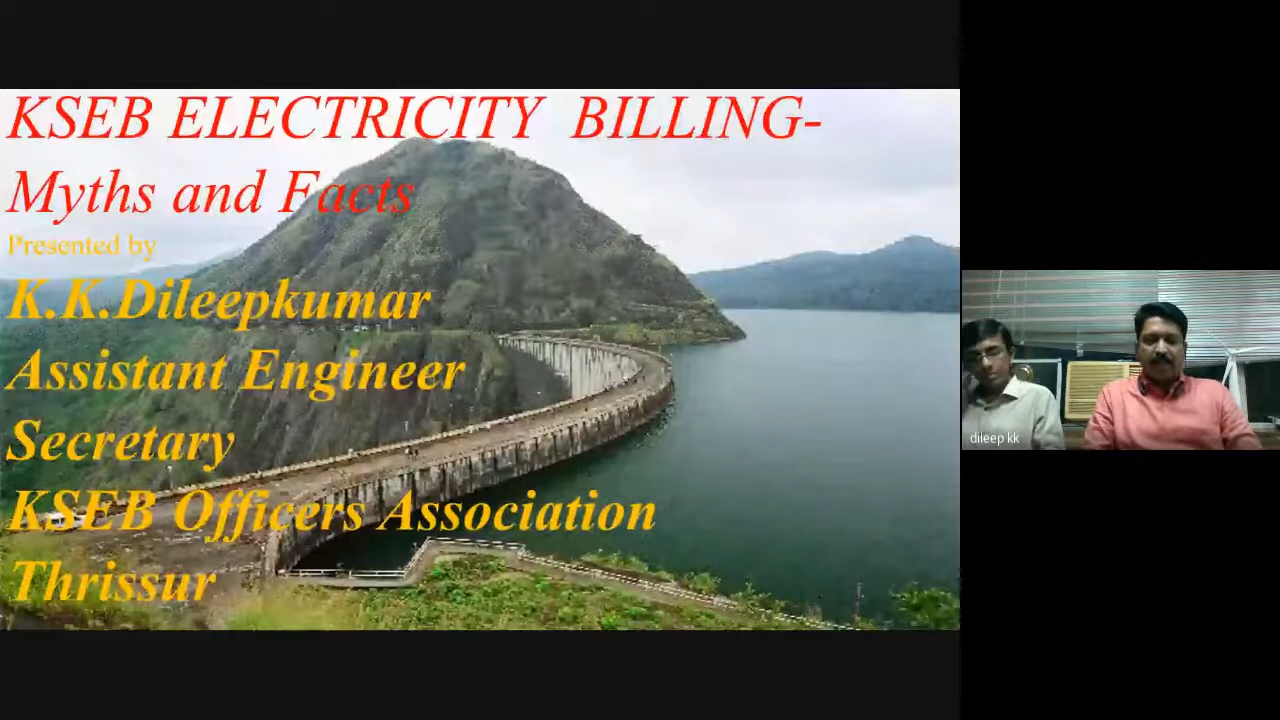 KSEB ELECTRICITY BILLING-
Myths and Facts
Presented by
K.K.Dileepkumar
Assistant Engineer
Secretary
KSEB Officers Association
Thrissur
dileep kk